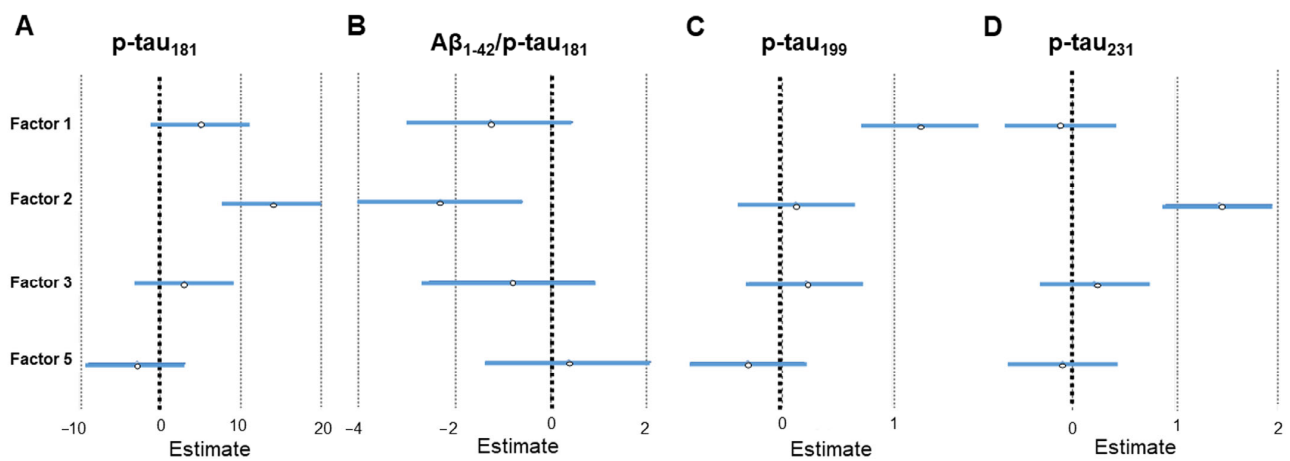 A B C D
p-tau181 Aβ1-42/p-tau181 p-tau199 p-tau231
Factor 1
Factor 2
Factor 3
Factor 5
−10 0 10 20 −4 −2 0 2 0 1 0 1 2
Estimate Estimate Estimate Estimate